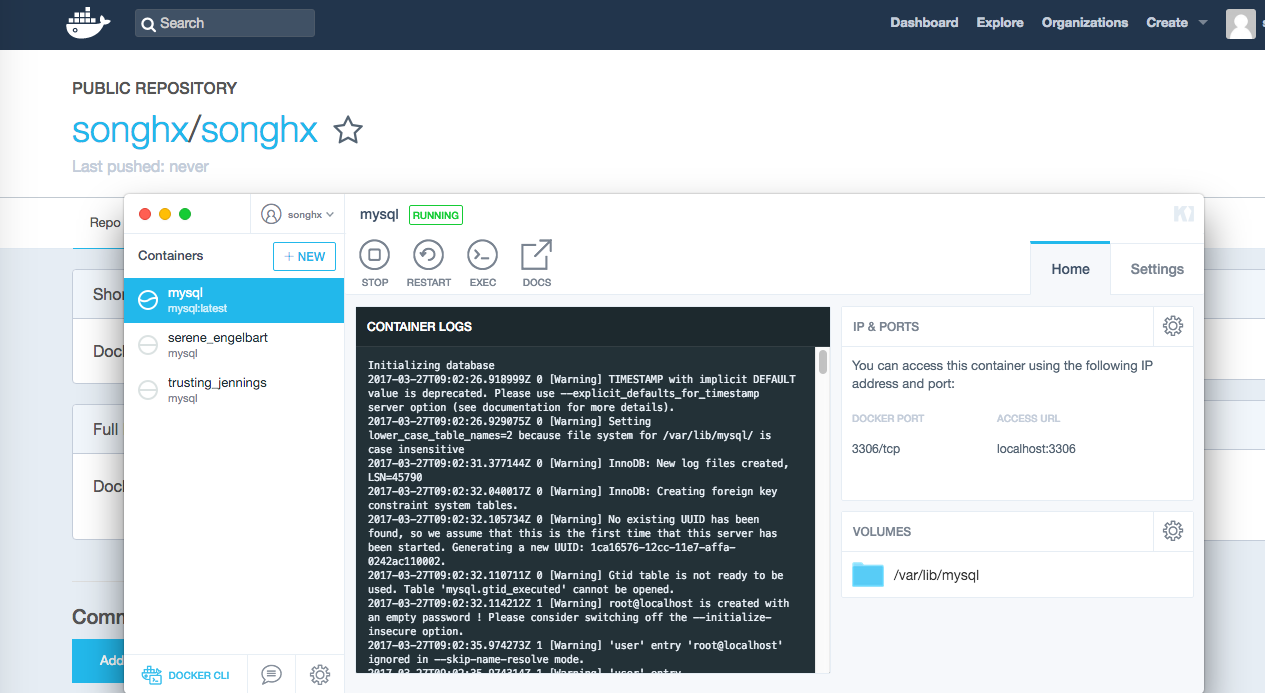 Search
Dashboard
Explore
Organizations
Create
PUBLIC REPOSITORY
songhx/songhx
Last pushed: never
Repo
Shor
Dock
Full
Dock
Comm
Add
songhx
Containers
+ NEW
mysql
mysql:latest
serene_engelbart
mysql
trusting_jennings
mysql
DOCKER CLI
mysql
RUNNING
STOP
RESTART
EXEC
DOCS
Home
Settings
CONTAINER LOGS
Initializing database
2017-03-27T09:02:26.918999Z 0 [Warning] TIMESTAMP with implicit DEFAULT
value is deprecated. Please use --explicit_defaults_for_timestamp
server option (see documentation for more details).
2017-03-27T09:02:26.929075Z 0 [Warning] Setting
lower_case_table_names=2 because file system for /var/lib/mysql/ is
case insensitive
2017-03-27T09:02:31.377144Z 0 [Warning] InnoDB: New log files created,
LSN=45790
2017-03-27T09:02:32.040017Z 0 [Warning] InnoDB: Creating foreign key
constraint system tables.
2017-03-27T09:02:32.105734Z 0 [Warning] No existing UUID has been
found, so we assume that this is the first time that this server has
been started. Generating a new UUID: 1ca16576-12cc-11e7-affa-
0242ac110002.
2017-03-27T09:02:32.110711Z 0 [Warning] Gtid table is not ready to be
used. Table 'mysql.gtid_executed' cannot be opened.
2017-03-27T09:02:32.114212Z 1 [Warning] root@localhost is created with
an empty password ! Please consider switching off the --initialize-
insecure option.
2017-03-27T09:02:35.974273Z 1 [Warning] 'user' entry 'root@localhost'
ignored in --skip-name-resolve mode.
2017-03-27T09:02:35.974314Z 1 [Warning] 'user' entry
IP & PORTS
You can access this container using the following IP
address and port:
DOCKER PORT
ACCESS URL
3306/tcp
localhost:3306
VOLUMES
/var/lib/mysql